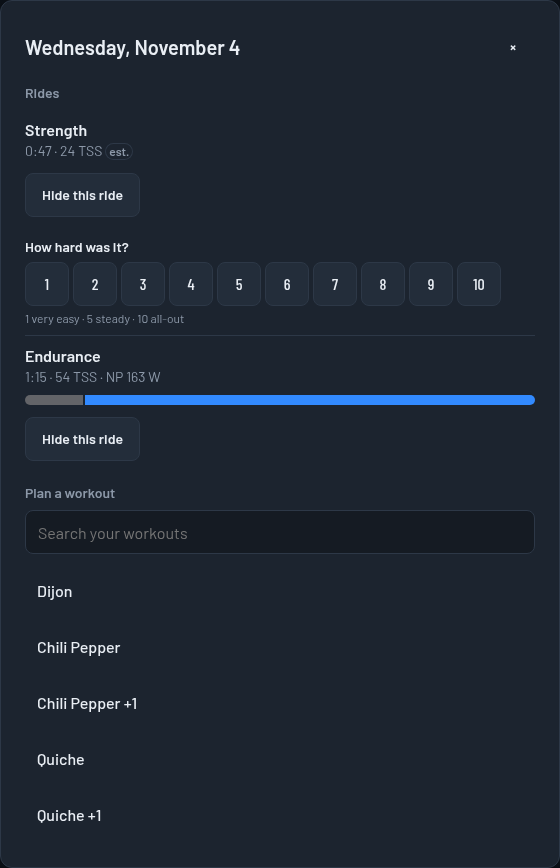 Wednesday, November 4 ×
Rides
Strength
0:47 · 24 TSS est.
Hide this ride
How hard was it?
1 2 3 4 5 6 7 8 9 10
1 very easy · 5 steady · 10 all-out
Endurance
1:15 · 54 TSS · NP 163 W
Hide this ride
Plan a workout
Search your workouts
Dijon
Chili Pepper
Chili Pepper +1
Quiche
Quiche +1